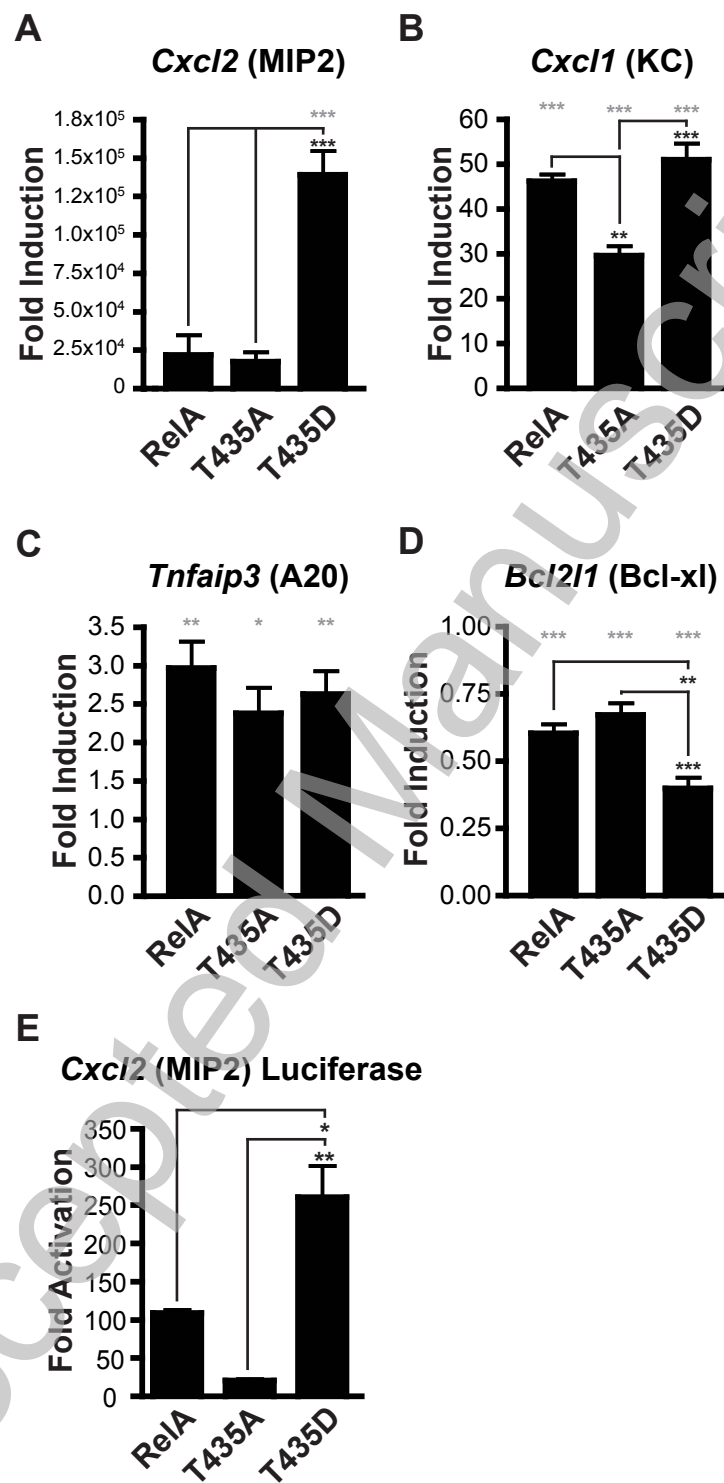 A
Cxcl2 (MIP2)
Fold Induction
1.8x10⁵
1.5x10⁵
1.2x10⁵
1.0x10⁵
7.5x10⁴
5.0x10⁴
2.5x10⁴
0
***
***
RelA
T435A
T435D
B
Cxcl1 (KC)
Fold Induction
60
50
40
30
20
10
0
*** *** ***
***
**
RelA
T435A
T435D
C
Tnfaip3 (A20)
Fold Induction
3.5
3.0
2.5
2.0
1.5
1.0
0.5
0.0
** * **
RelA
T435A
T435D
D
Bcl2l1 (Bcl-xl)
Fold Induction
1.00
0.75
0.50
0.25
0.00
*** *** ***
**
***
RelA
T435A
T435D
E
Cxcl2 (MIP2) Luciferase
Fold Activation
350
300
250
200
150
100
50
0
*
**
RelA
T435A
T435D